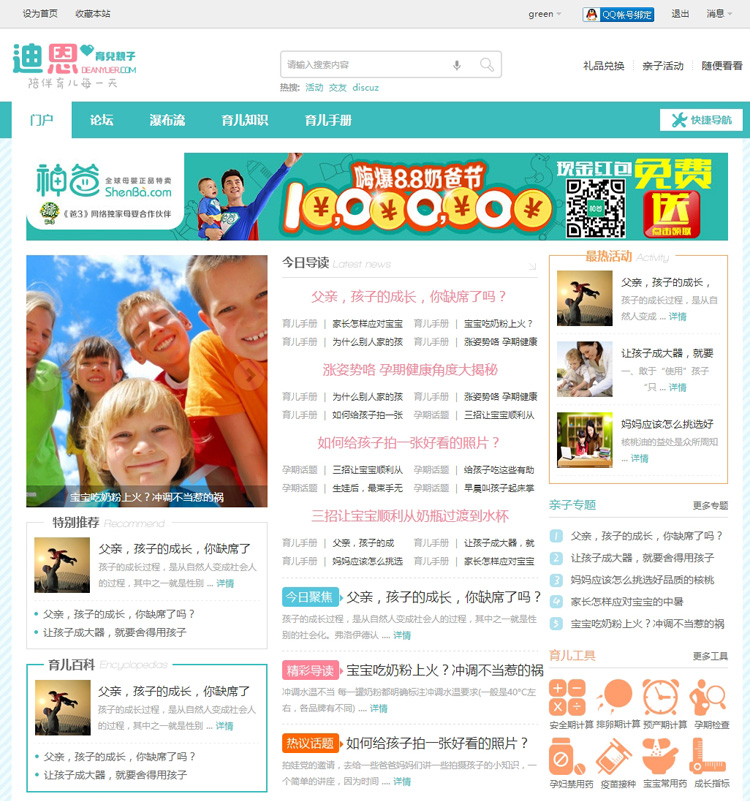 设为首页 收藏本站
green QQ帐号绑定 退出 消息
迪恩 育儿亲子
DEANYUER.COM
陪伴育儿每一天
请输入搜索内容
热搜: 活动 交友 discuz
礼品兑换 亲子活动 随便看看
门户 论坛 瀑布流 育儿知识 育儿手册 快捷导航
神爸 全球母婴正品特卖
ShenBa.com
《爸3》网络独家母婴合作伙伴
嗨爆8.8奶爸节
10,000,000
现金红包 免费
送
点击领取
宝宝吃奶粉上火？冲调不当惹的祸
特别推荐 Recommend
父亲，孩子的成长，你缺席了
孩子的成长过程，是从自然人变成社会人
的过程，其中之一就是性别 ... 详情
父亲，孩子的成长，你缺席了吗？
让孩子成大器，就要舍得用孩子
育儿百科 Encyclopedias
父亲，孩子的成长，你缺席了
孩子的成长过程，是从自然人变成社会人
的过程，其中之一就是性别 ... 详情
父亲，孩子的成长，你缺席了吗？
让孩子成大器，就要舍得用孩子
今日导读 Latest news
父亲，孩子的成长，你缺席了吗？
育儿手册 | 家长怎样应对宝宝 育儿手册 | 宝宝吃奶粉上火？
育儿手册 | 为什么别人家的孩 育儿手册 | 涨姿势咯 孕期健康
涨姿势咯 孕期健康角度大揭秘
育儿手册 | 为什么别人家的孩 育儿手册 | 涨姿势咯 孕期健康
育儿手册 | 如何给孩子拍一张 孕期话题 | 三招让宝宝顺利从
如何给孩子拍一张好看的照片？
孕期话题 | 三招让宝宝顺利从 孕期话题 | 给孩子吃这些有助
孕期话题 | 生娃后，最束手无 孕期话题 | 早晨叫孩子起床掌
三招让宝宝顺利从奶瓶过渡到水杯
育儿手册 | 父亲，孩子的成 育儿手册 | 让孩子成大器，就
育儿手册 | 妈妈应该怎么挑选 育儿手册 | 家长怎样应对宝宝
今日聚焦 父亲，孩子的成长，你缺席了吗？
孩子的成长过程，是从自然人变成社会人的过程，其中之一就是性
别的社会化。弗洛伊德认 .... 详情
精彩导读 宝宝吃奶粉上火？冲调不当惹的祸
冲调水温不当 每一罐奶粉都明确标注冲调水温要求(一般是40℃左
右，各品牌有不同) .... 详情
热议话题 如何给孩子拍一张好看的照片？
拍娃党的邀请，去给一些爸爸妈妈们讲一些拍摄孩子的小知识，一
个简单的讲座，因为时间 .... 详情
最热活动 Activity
父亲，孩子的成长，
孩子的成长过程，是从自
然人变成 ... 详情
让孩子成大器，就要
一、敢于“使用”孩子
“只 ... 详情
妈妈应该怎么挑选好
核桃油的益处是众所周知
... 详情
亲子专题 更多专题
1 父亲，孩子的成长，你缺席了吗？
2 让孩子成大器，就要舍得用孩子
3 妈妈应该怎么挑选好品质的核桃
4 家长怎样应对宝宝的中暑
5 宝宝吃奶粉上火？冲调不当惹的祸
育儿工具 更多工具
安全期计算 排卵期计算 预产期计算 孕期检查
孕妇禁用药 疫苗接种 宝宝常用药 成长指标